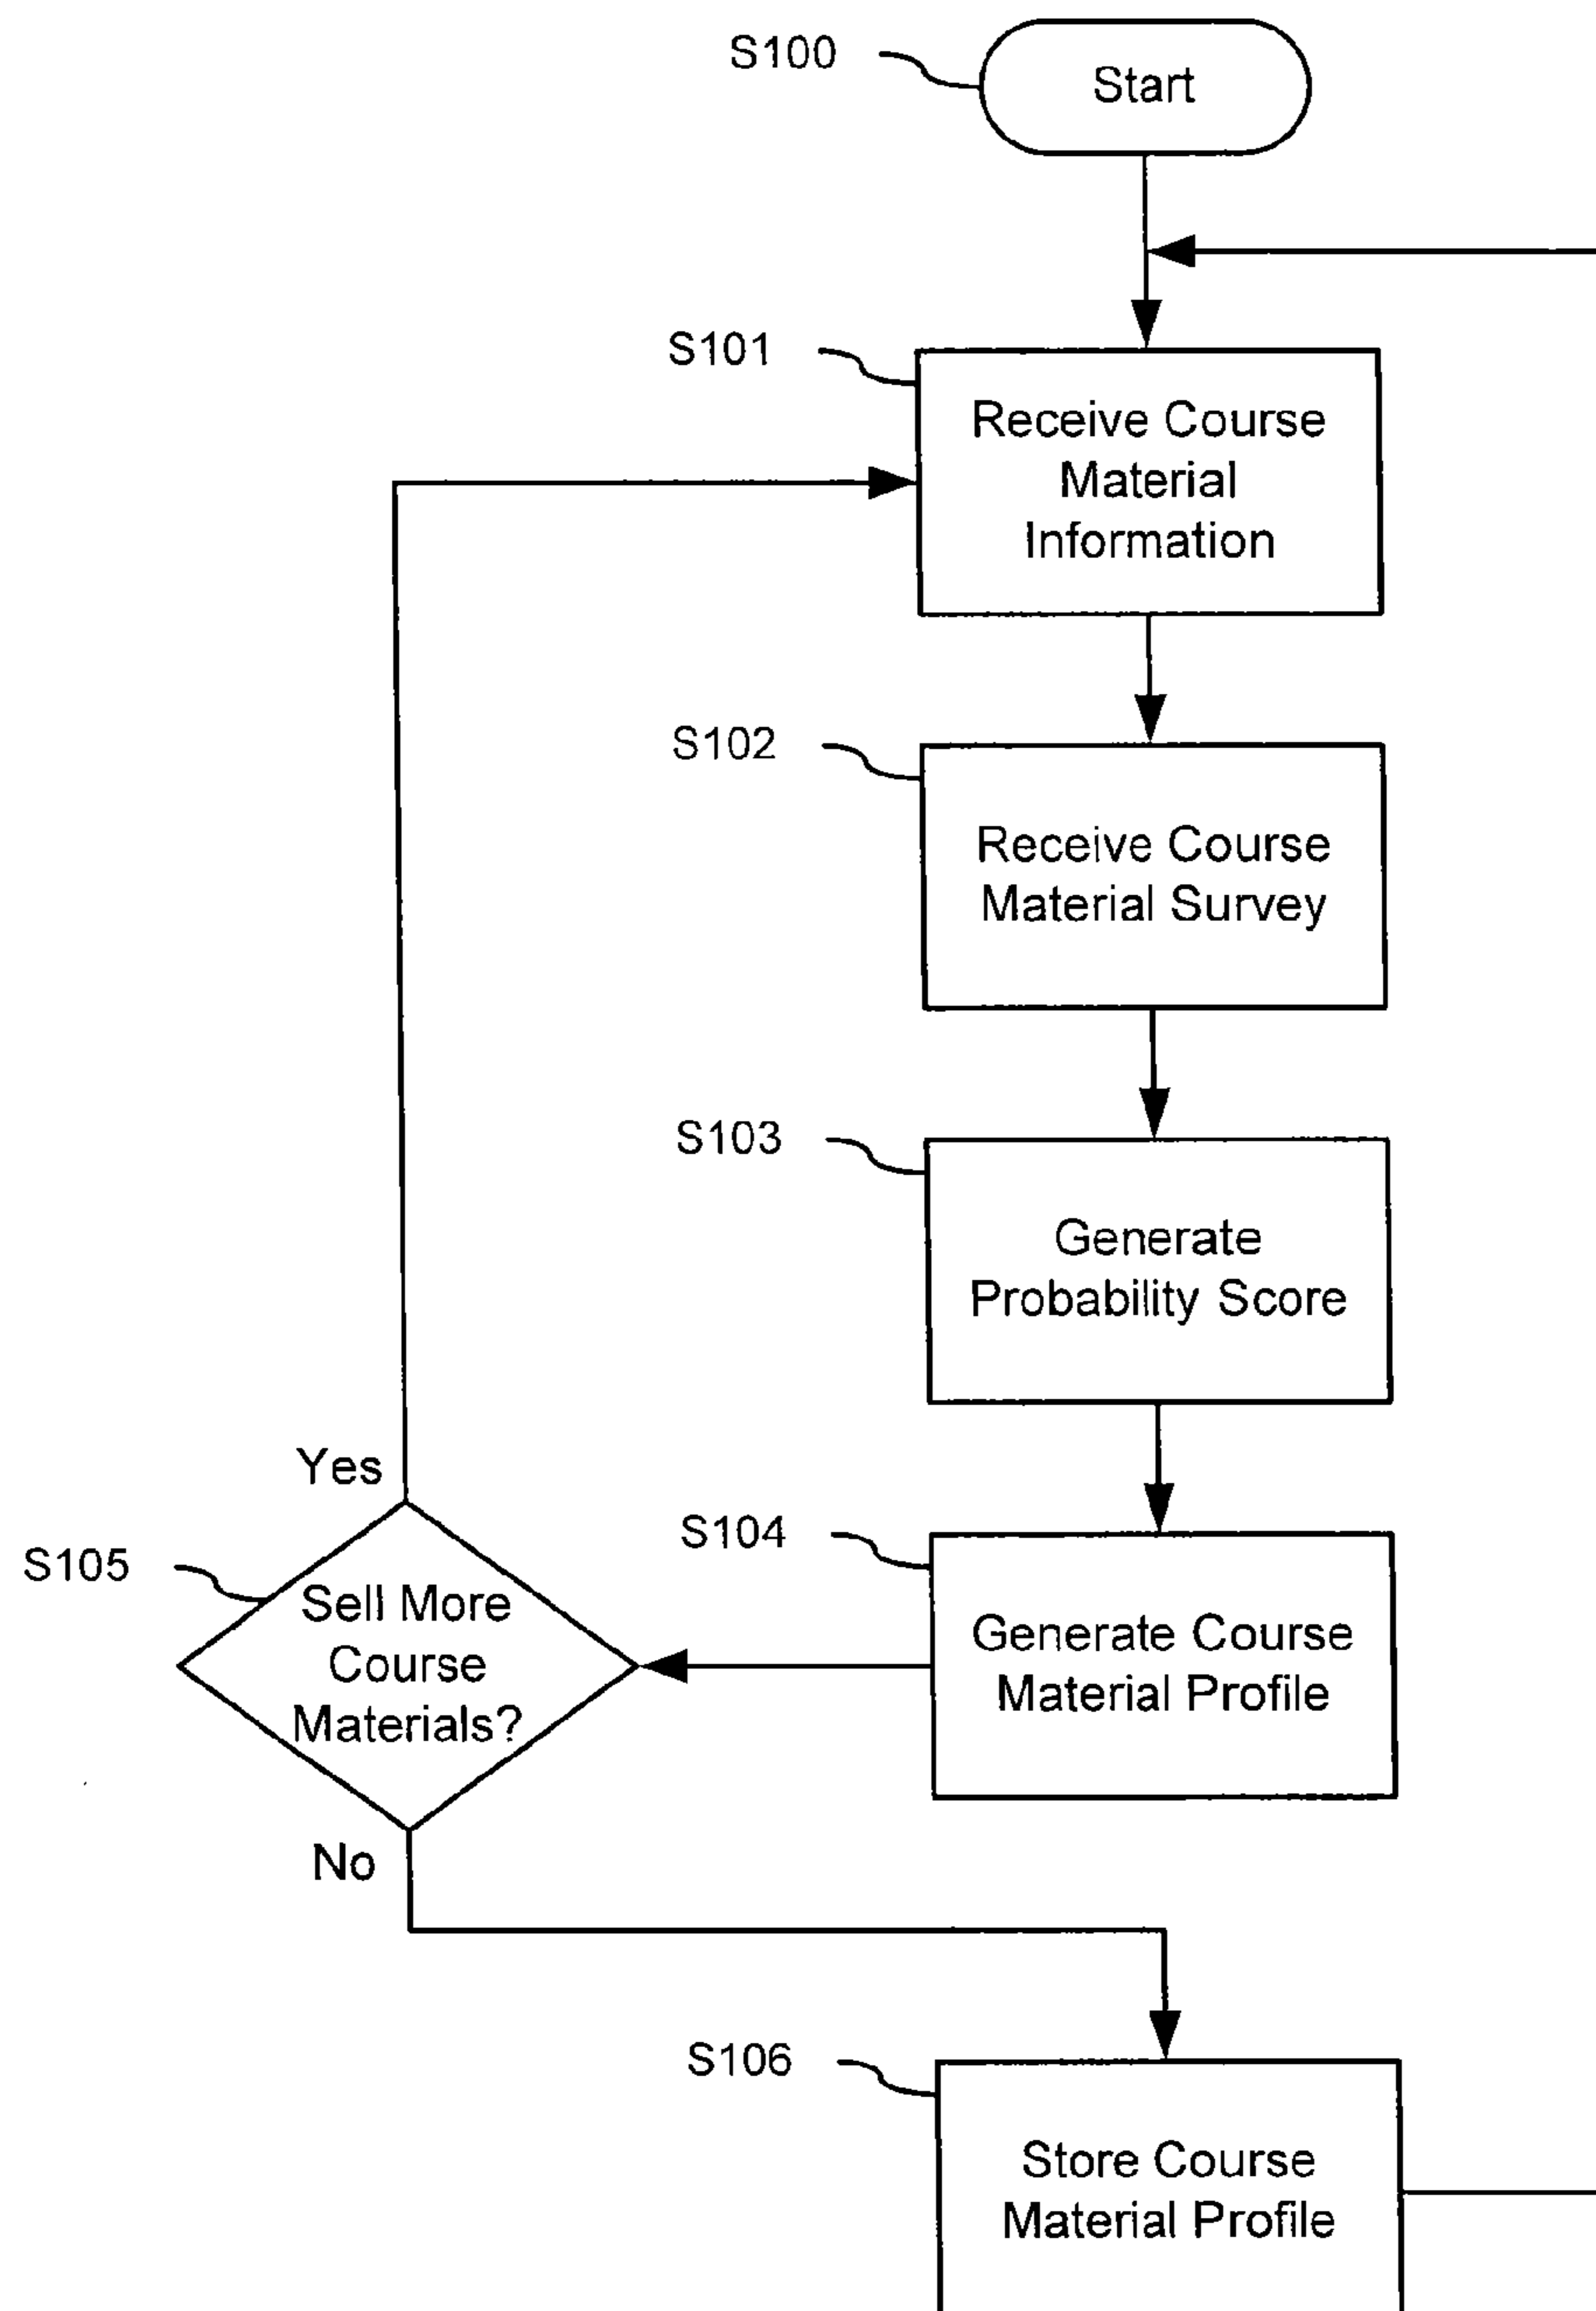 S100
Start
S101
Receive Course
Material
Information
S102
Receive Course
Material Survey
S103
Generate
Probability Score
Yes
S104
Generate Course
Material Profile
S105
Sell More
Course
Materials?
No
S106
Store Course
Material Profile